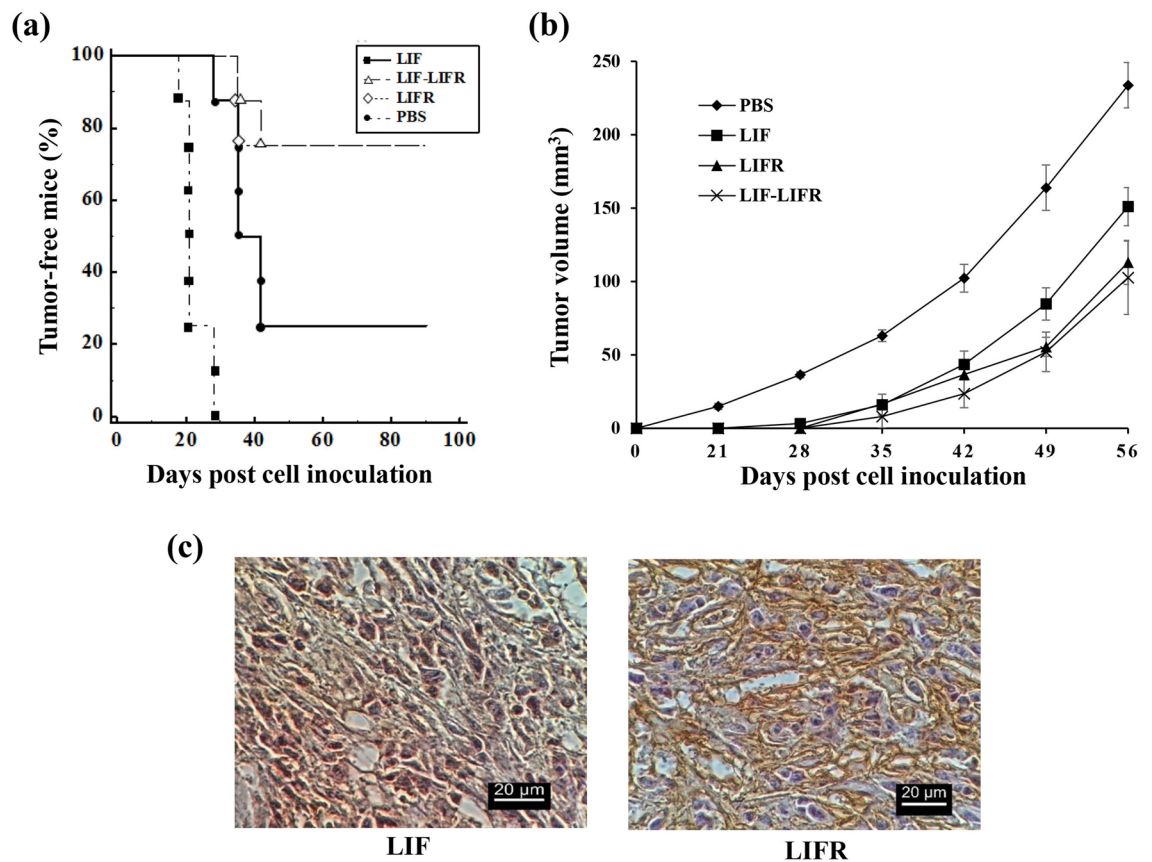 (a)
Tumor-free mice (%)
100
80
60
40
20
0
0 20 40 60 80 100
Days post cell inoculation
LIF
LIF-LIFR
LIFR
PBS
(b)
Tumor volume (mm³)
250
200
150
100
50
0
0 21 28 35 42 49 56
Days post cell inoculation
PBS
LIF
LIFR
LIF-LIFR
(c)
20 μm
20 μm
LIF
LIFR